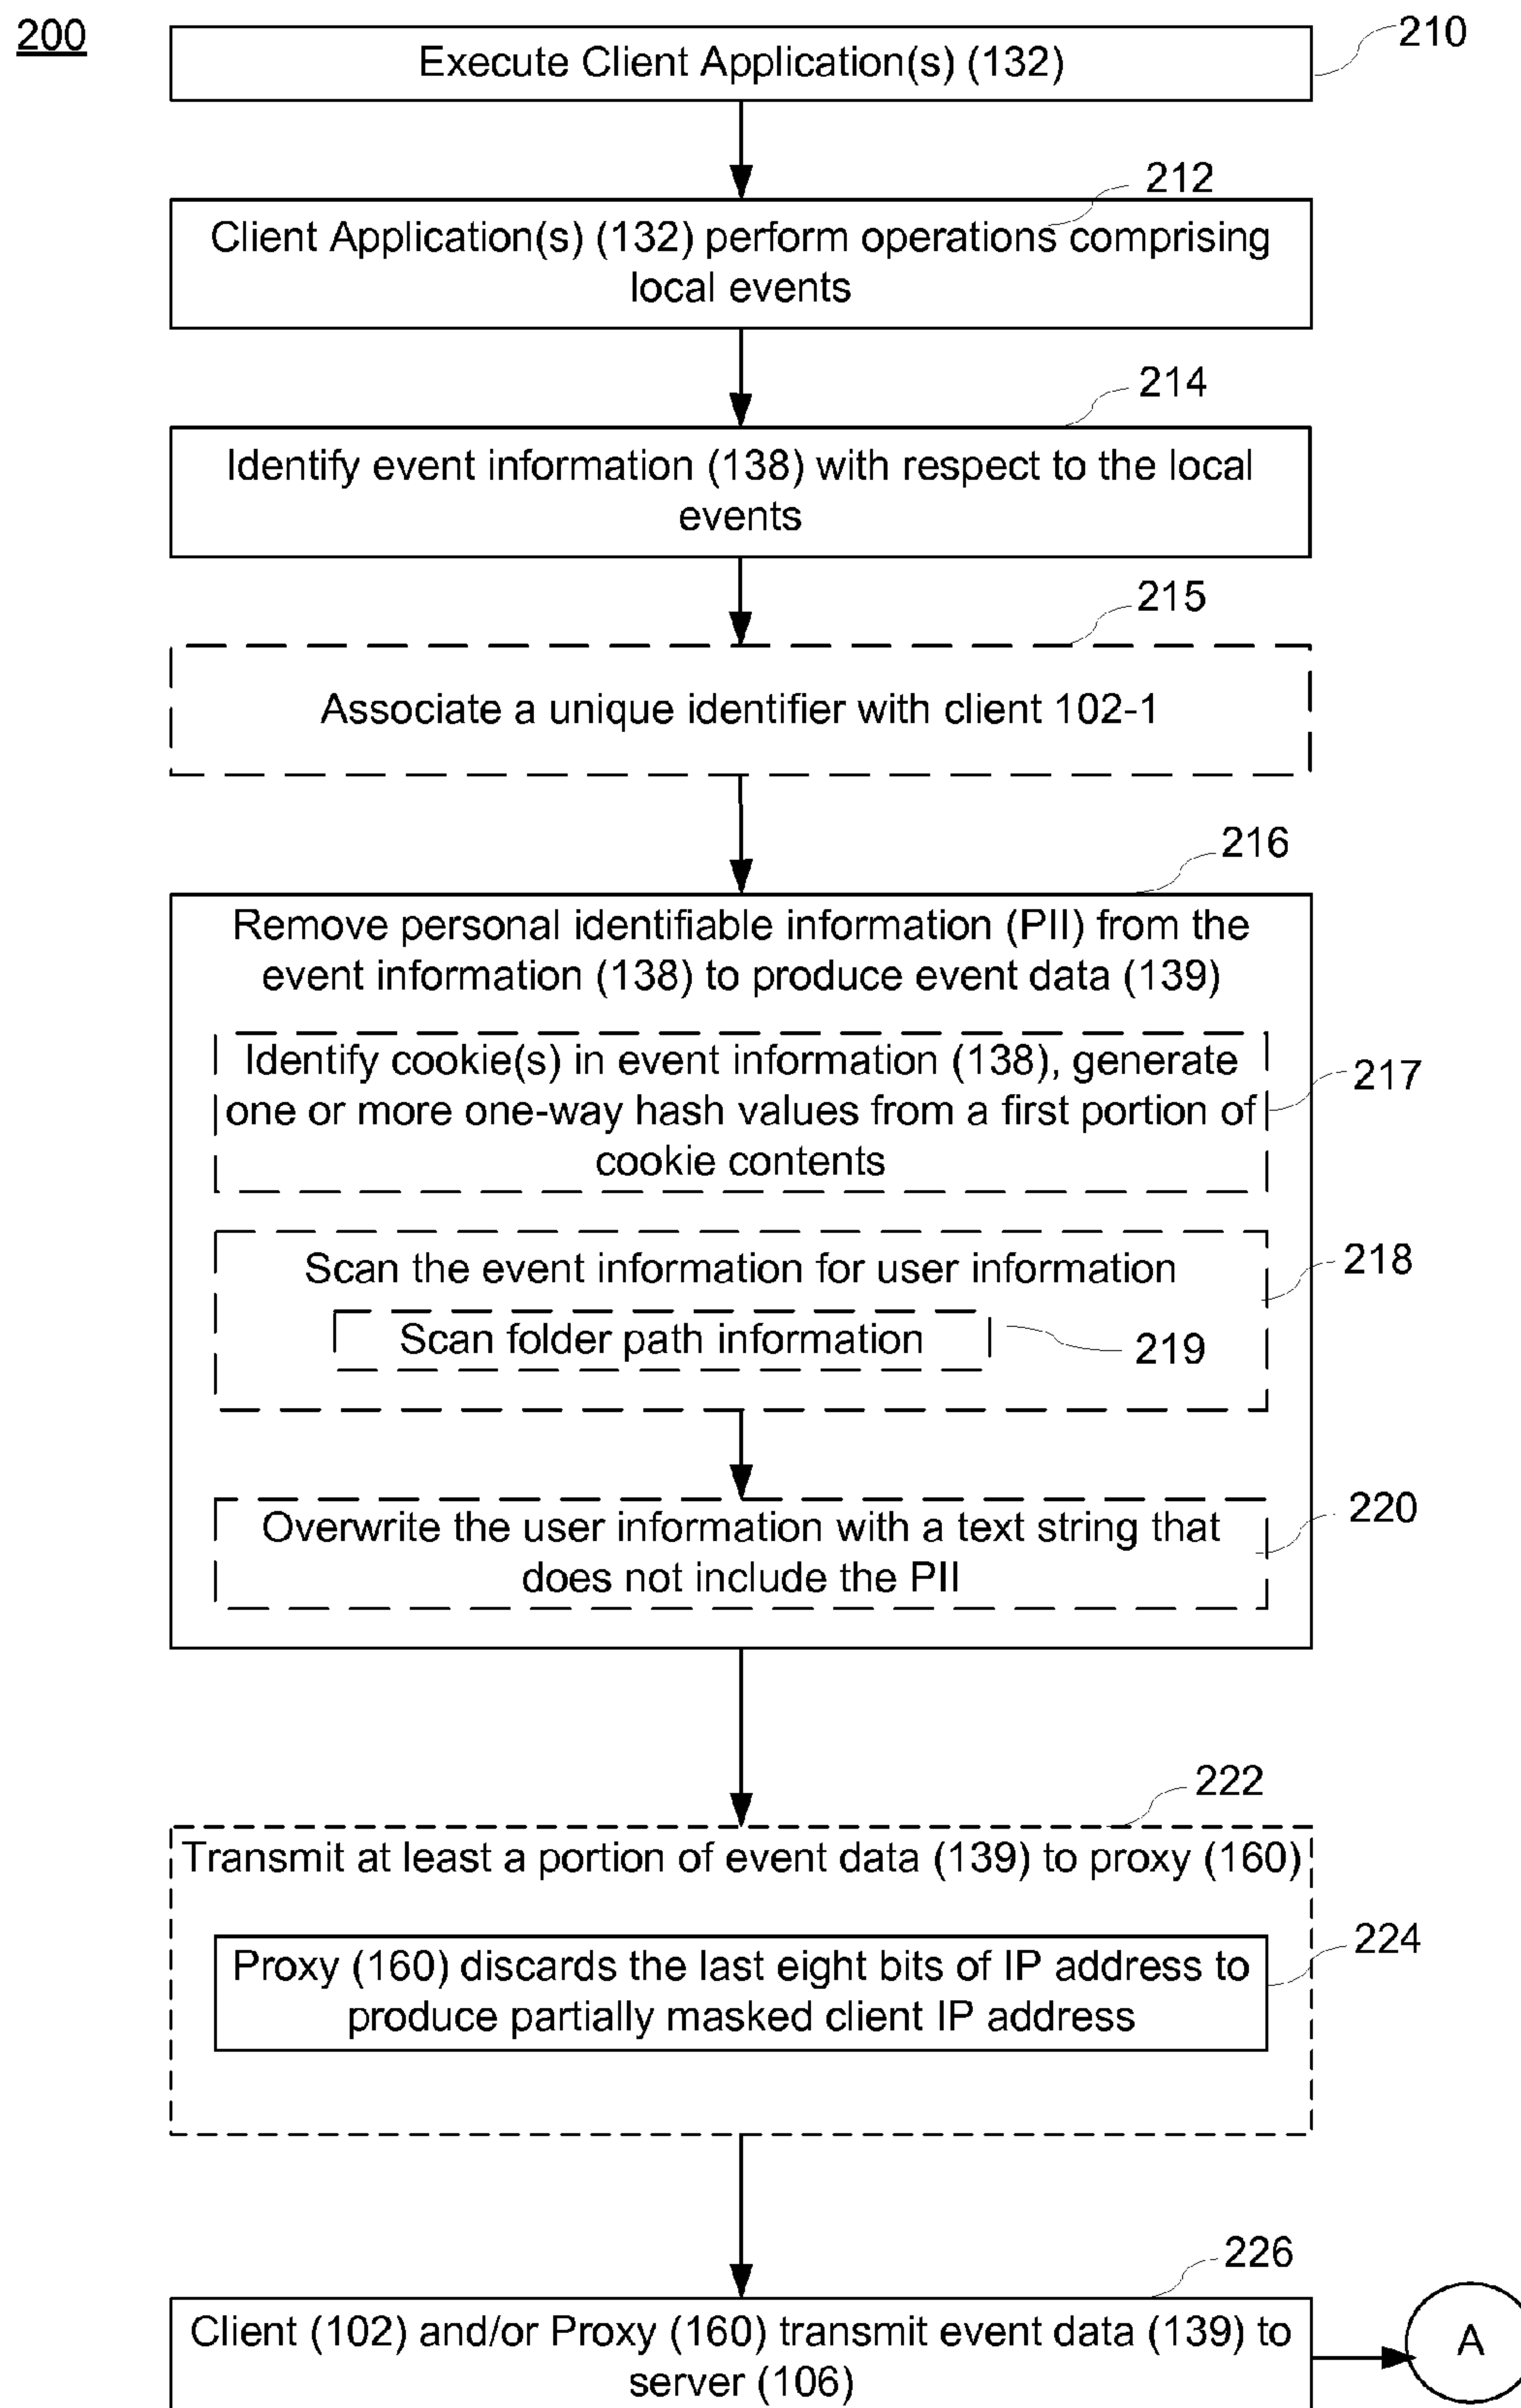 200
210
Execute Client Application(s) (132)
212
Client Application(s) (132) perform operations comprising
local events
214
Identify event information (138) with respect to the local
events
215
Associate a unique identifier with client 102-1
216
Remove personal identifiable information (PII) from the
event information (138) to produce event data (139)
Identify cookie(s) in event information (138), generate
one or more one-way hash values from a first portion of
cookie contents
217
Scan the event information for user information
218
Scan folder path information
219
Overwrite the user information with a text string that
does not include the PII
220
222
Transmit at least a portion of event data (139) to proxy (160)
Proxy (160) discards the last eight bits of IP address to
produce partially masked client IP address
224
226
Client (102) and/or Proxy (160) transmit event data (139) to
server (106)
A